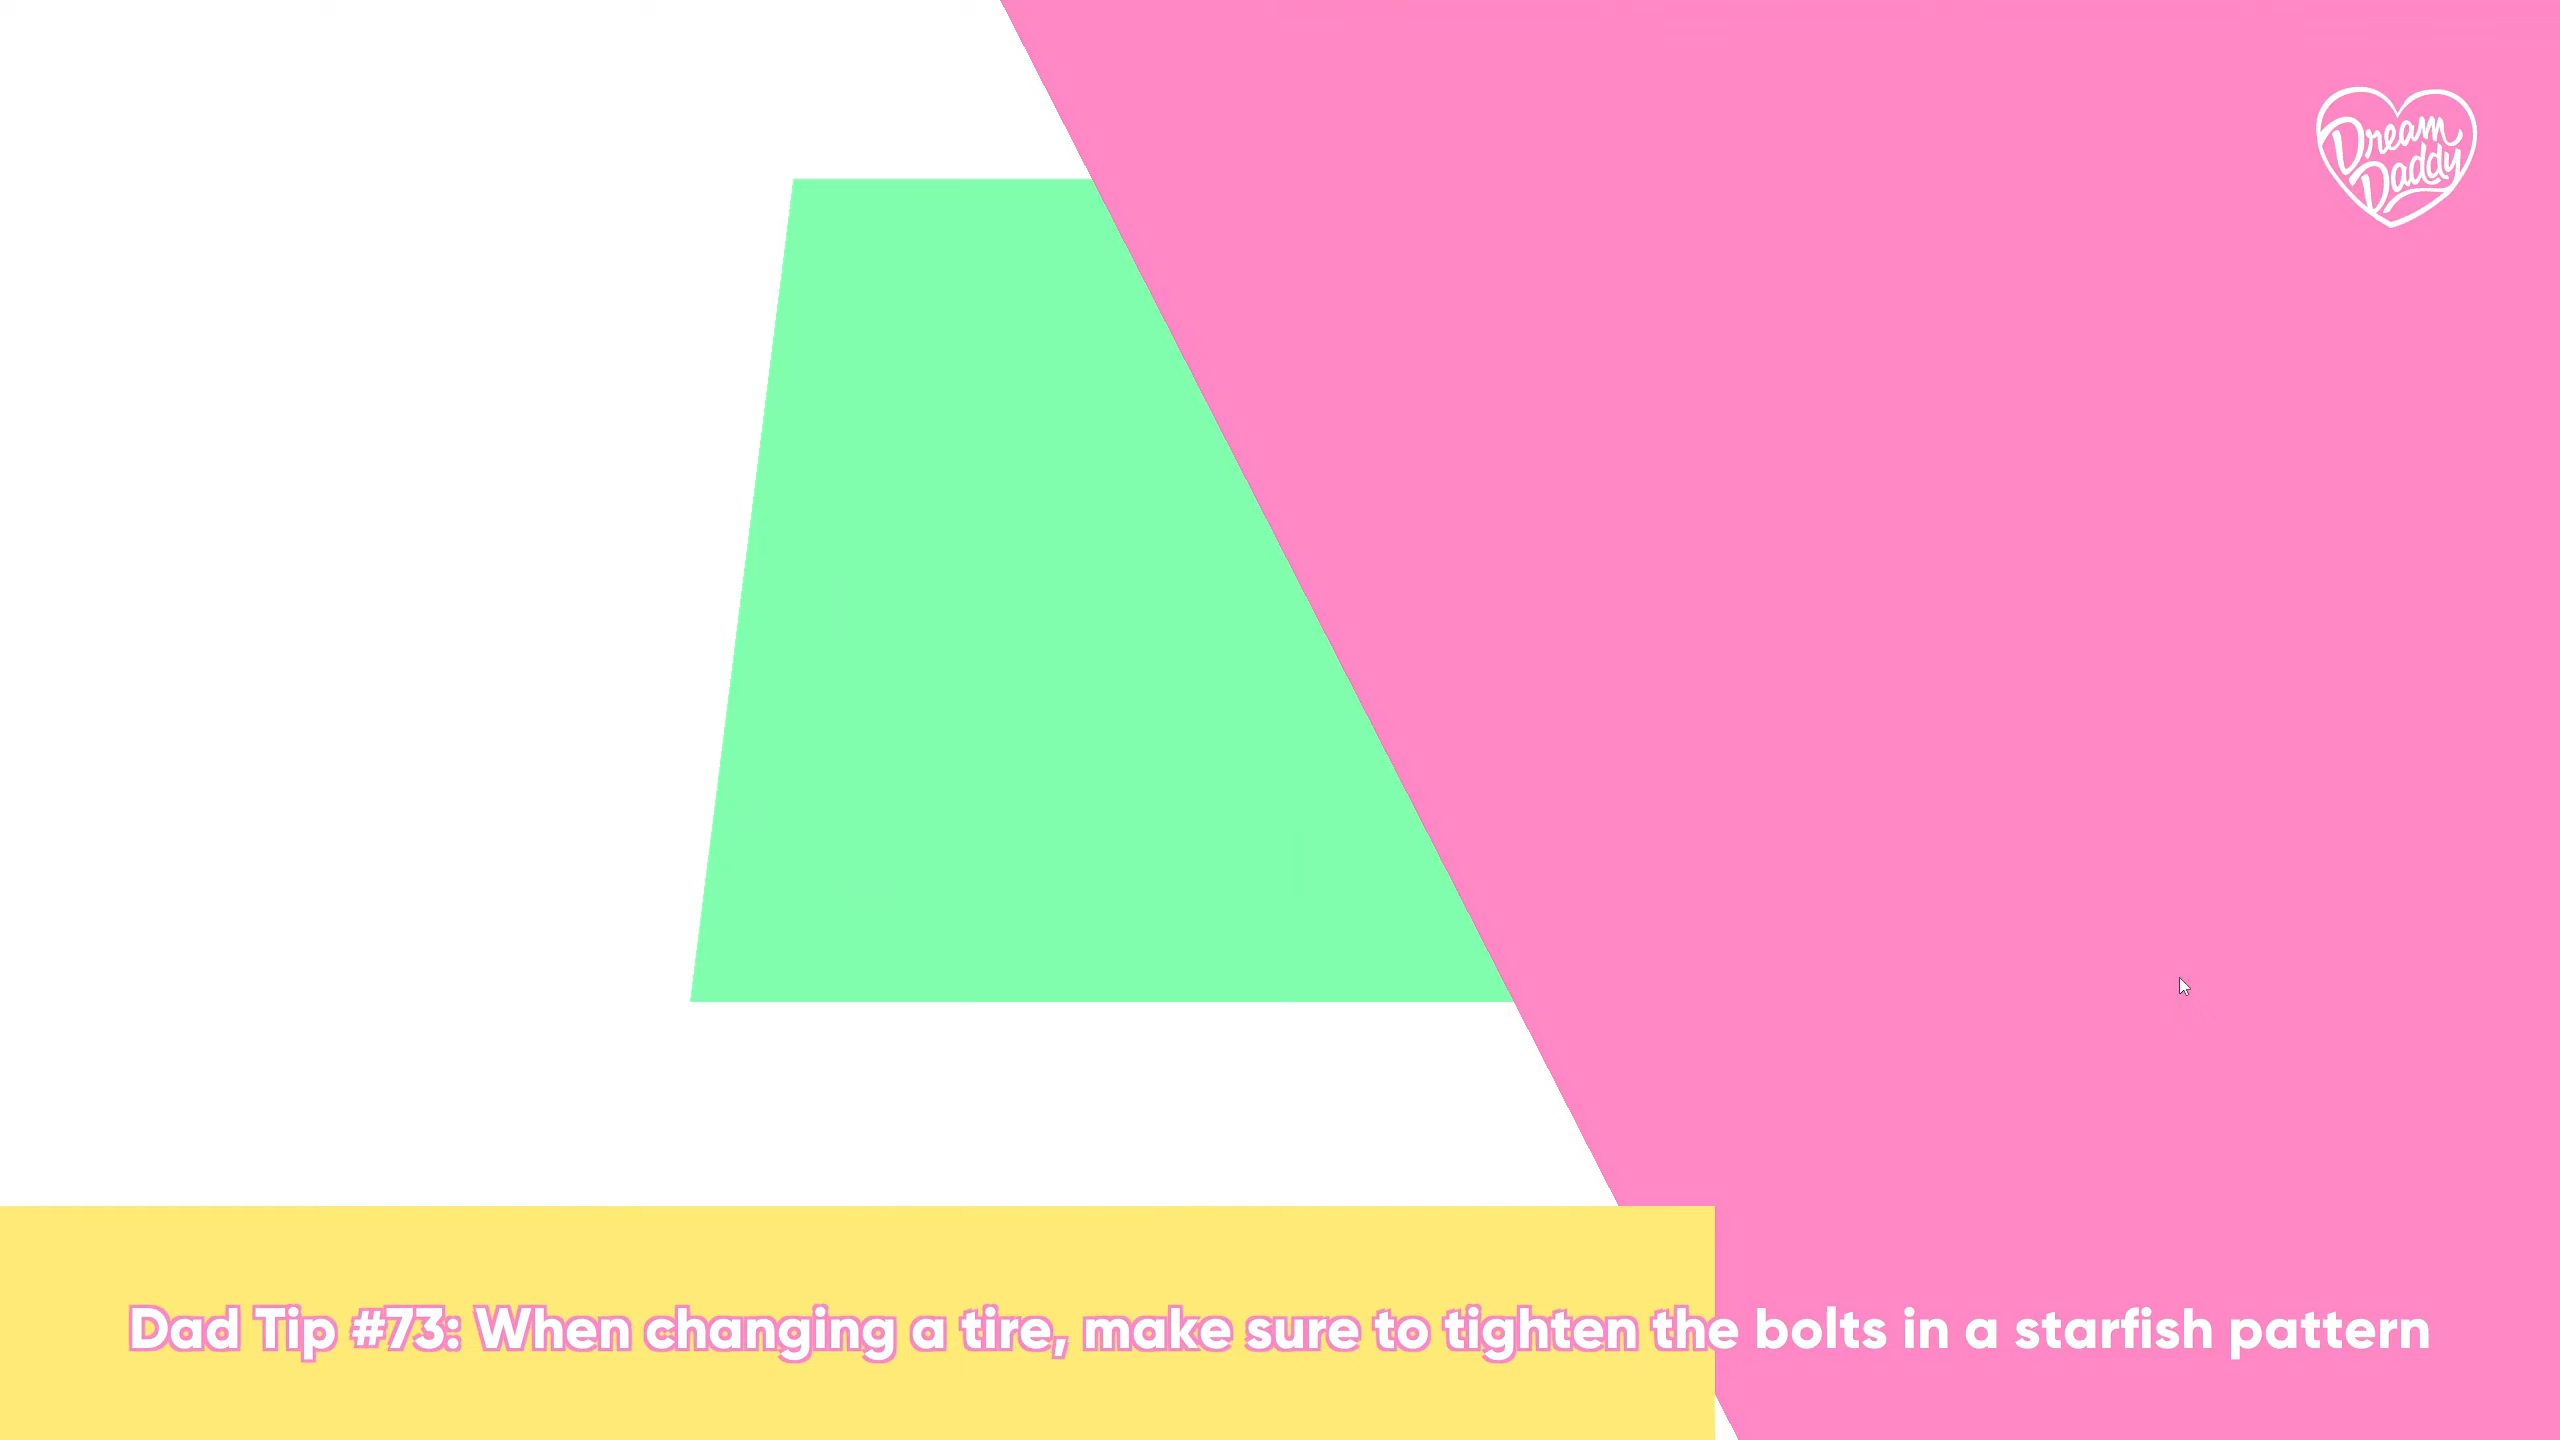 Dream
Daddy
Dad Tip #73: When changing a tire, make sure to tighten the bolts in a starfish pattern